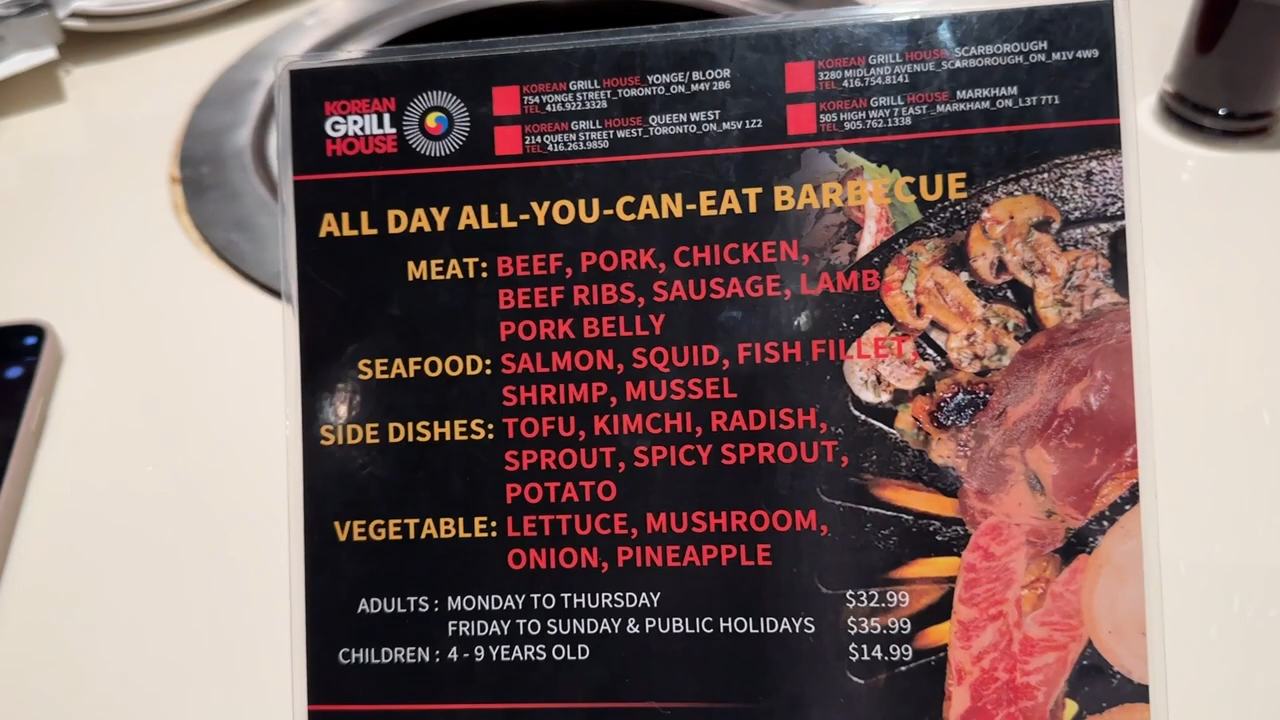 KOREAN
GRILL
HOUSE
KOREAN GRILL HOUSE_YONGE/ BLOOR
754 YONGE STREET_TORONTO_ON_M4Y 2B6
TEL_416.922.3328
KOREAN GRILL HOUSE_QUEEN WEST
214 QUEEN STREET WEST_TORONTO_ON_M5V 1Z2
TEL_416.263.9850
KOREAN GRILL HOUSE_SCARBOROUGH
3280 MIDLAND AVENUE_SCARBOROUGH_ON_M1V 4W9
TEL_416.754.8141
KOREAN GRILL HOUSE_MARKHAM
505 HIGH WAY 7 EAST_MARKHAM_ON_L3T 7T1
TEL_905.762.1338
ALL DAY ALL-YOU-CAN-EAT BARBECUE
MEAT: BEEF, PORK, CHICKEN,
BEEF RIBS, SAUSAGE, LAMB,
PORK BELLY
SEAFOOD: SALMON, SQUID, FISH FILLET,
SHRIMP, MUSSEL
SIDE DISHES: TOFU, KIMCHI, RADISH,
SPROUT, SPICY SPROUT,
POTATO
VEGETABLE: LETTUCE, MUSHROOM,
ONION, PINEAPPLE
ADULTS : MONDAY TO THURSDAY $32.99
FRIDAY TO SUNDAY & PUBLIC HOLIDAYS $35.99
CHILDREN : 4 - 9 YEARS OLD $14.99